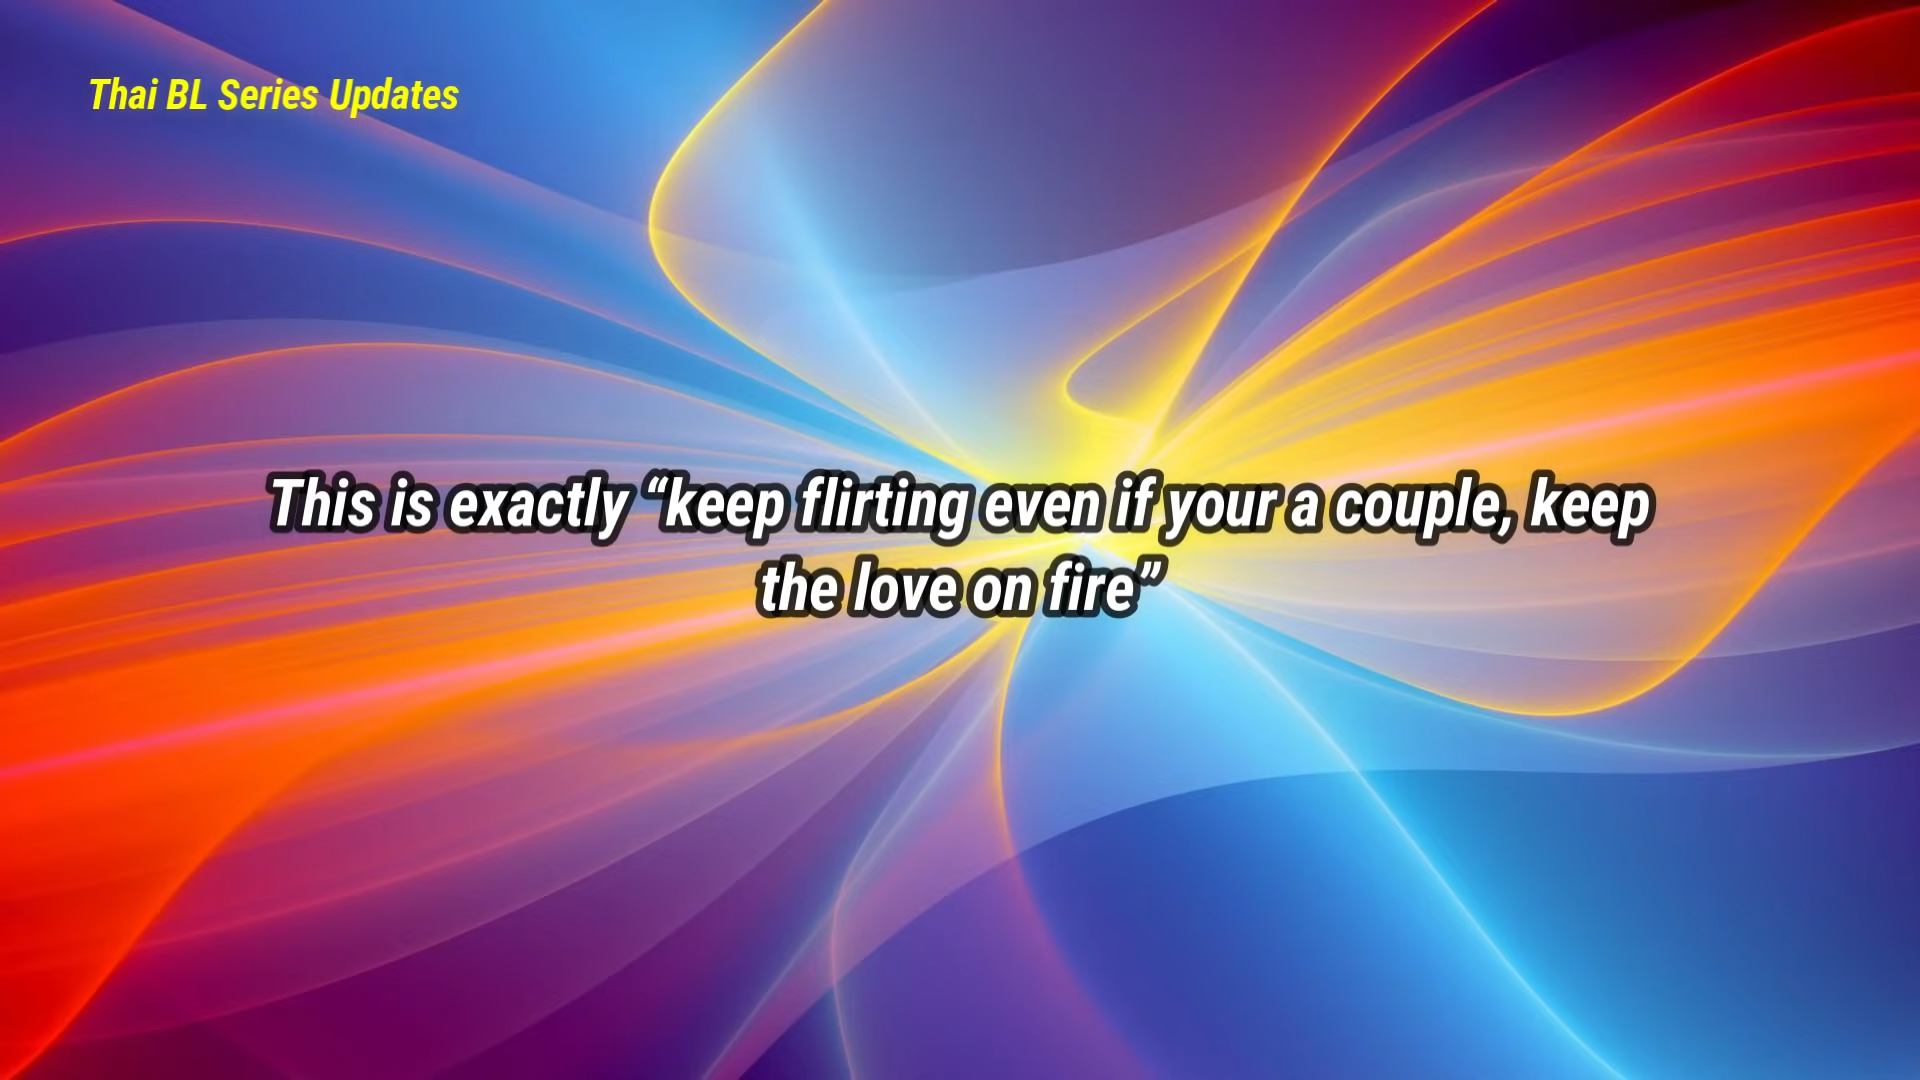 Thai BL Series Updates
This is exactly “keep flirting even if your a couple, keep
the love on fire”